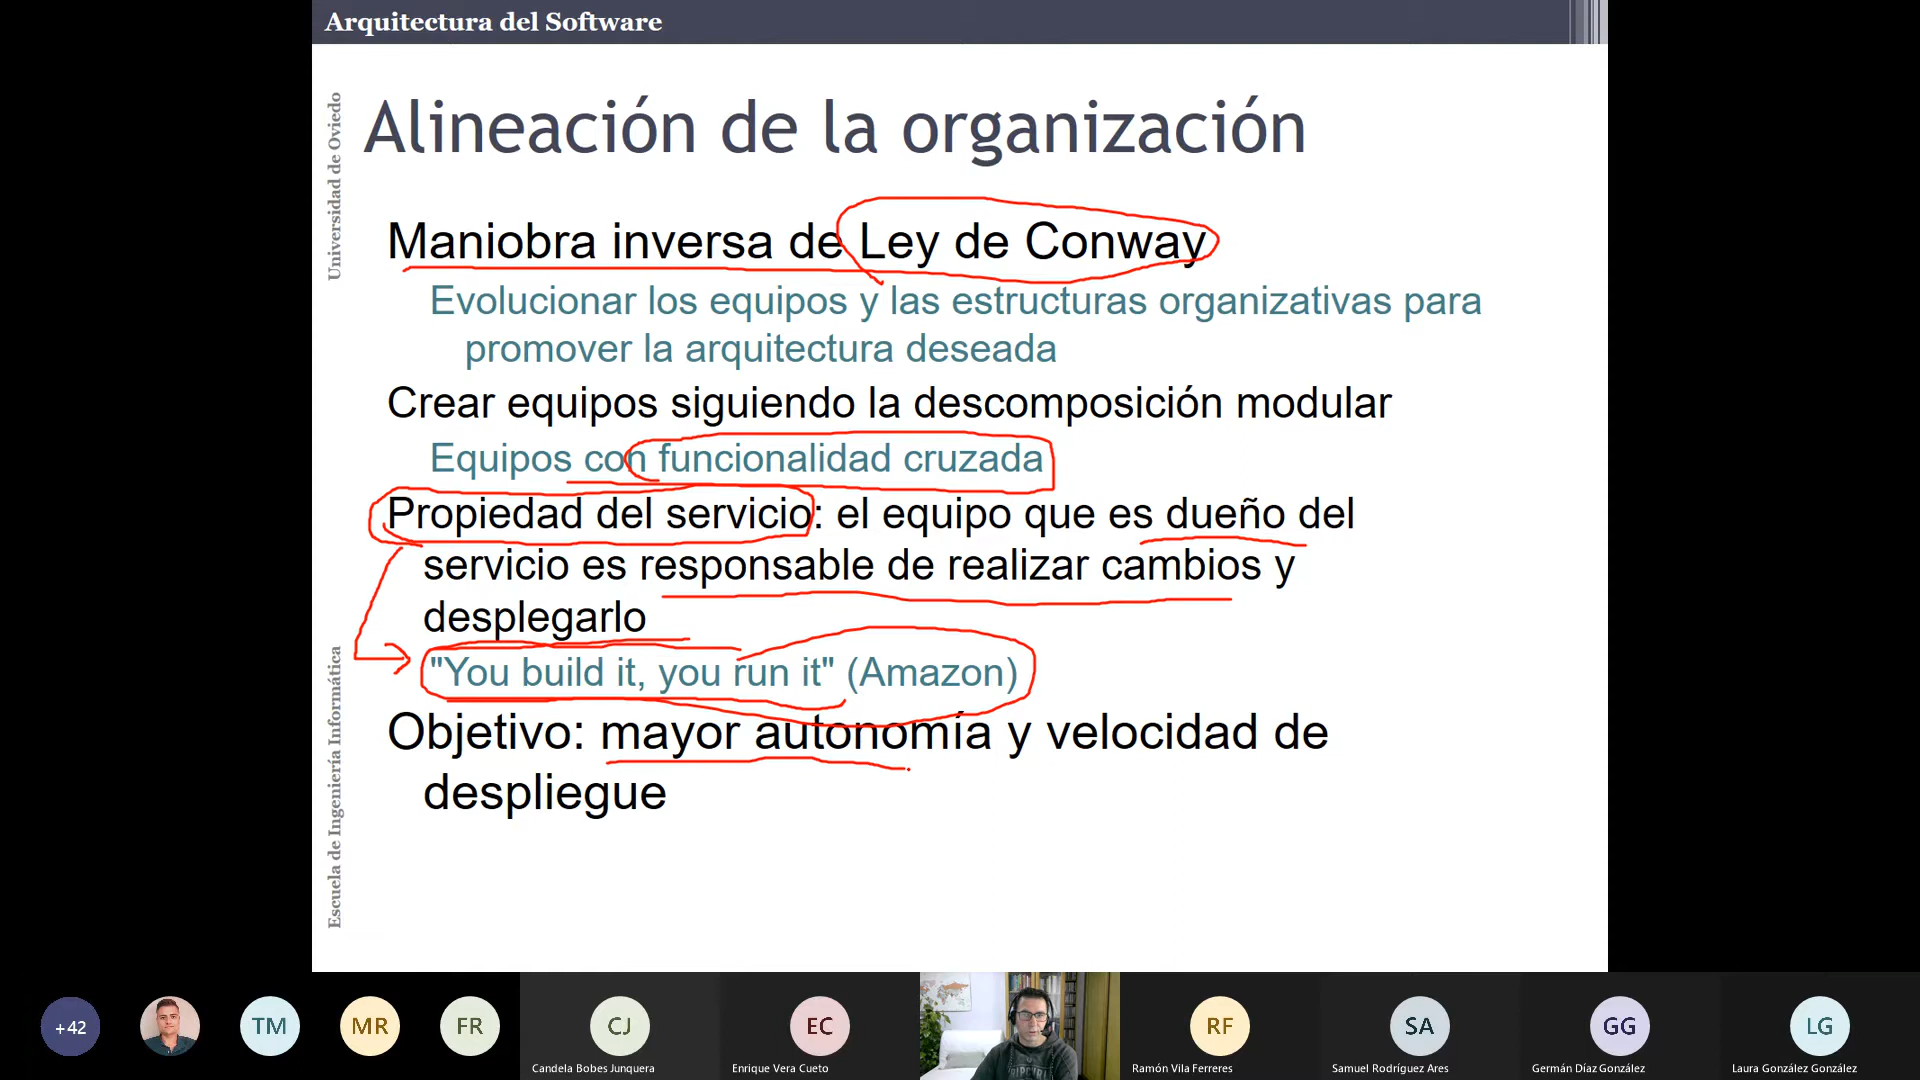 Arquitectura del Software
Universidad de Oviedo
Escuela de Ingeniería Informática
Alineación de la organización
Maniobra inversa de Ley de Conway
Evolucionar los equipos y las estructuras organizativas para
promover la arquitectura deseada
Crear equipos siguiendo la descomposición modular
Equipos con funcionalidad cruzada
Propiedad del servicio: el equipo que es dueño del
servicio es responsable de realizar cambios y
desplegarlo
"You build it, you run it" (Amazon)
Objetivo: mayor autonomía y velocidad de
despliegue
+42
TM
MR
FR
CJ
Candela Bobes Junquera
EC
Enrique Vera Cueto
RF
Ramón Vila Ferreres
SA
Samuel Rodríguez Ares
GG
Germán Díaz González
LG
Laura González González